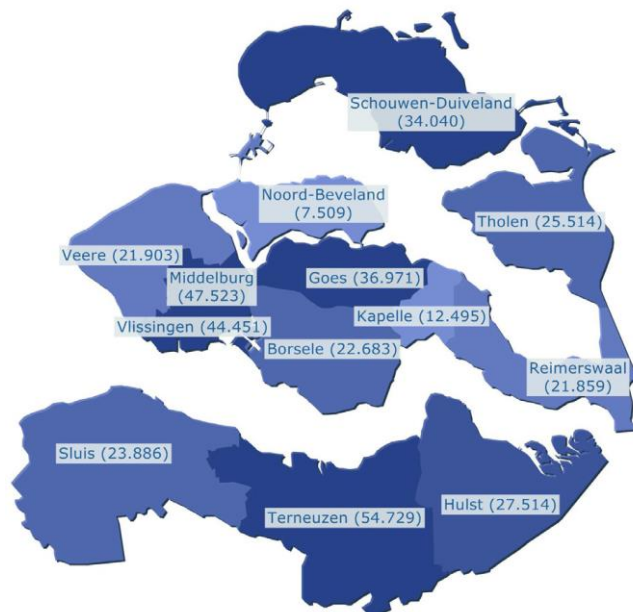 Schouwen-Duiveland
(34.040)
Noord-Beveland
(7.509)
Tholen (25.514)
Veere (21.903)
Middelburg
(47.523)
Goes (36.971)
Kapelle (12.495)
Vlissingen (44.451)
Borsele (22.683)
Reimerswaal
(21.859)
Sluis (23.886)
Hulst (27.514)
Terneuzen (54.729)